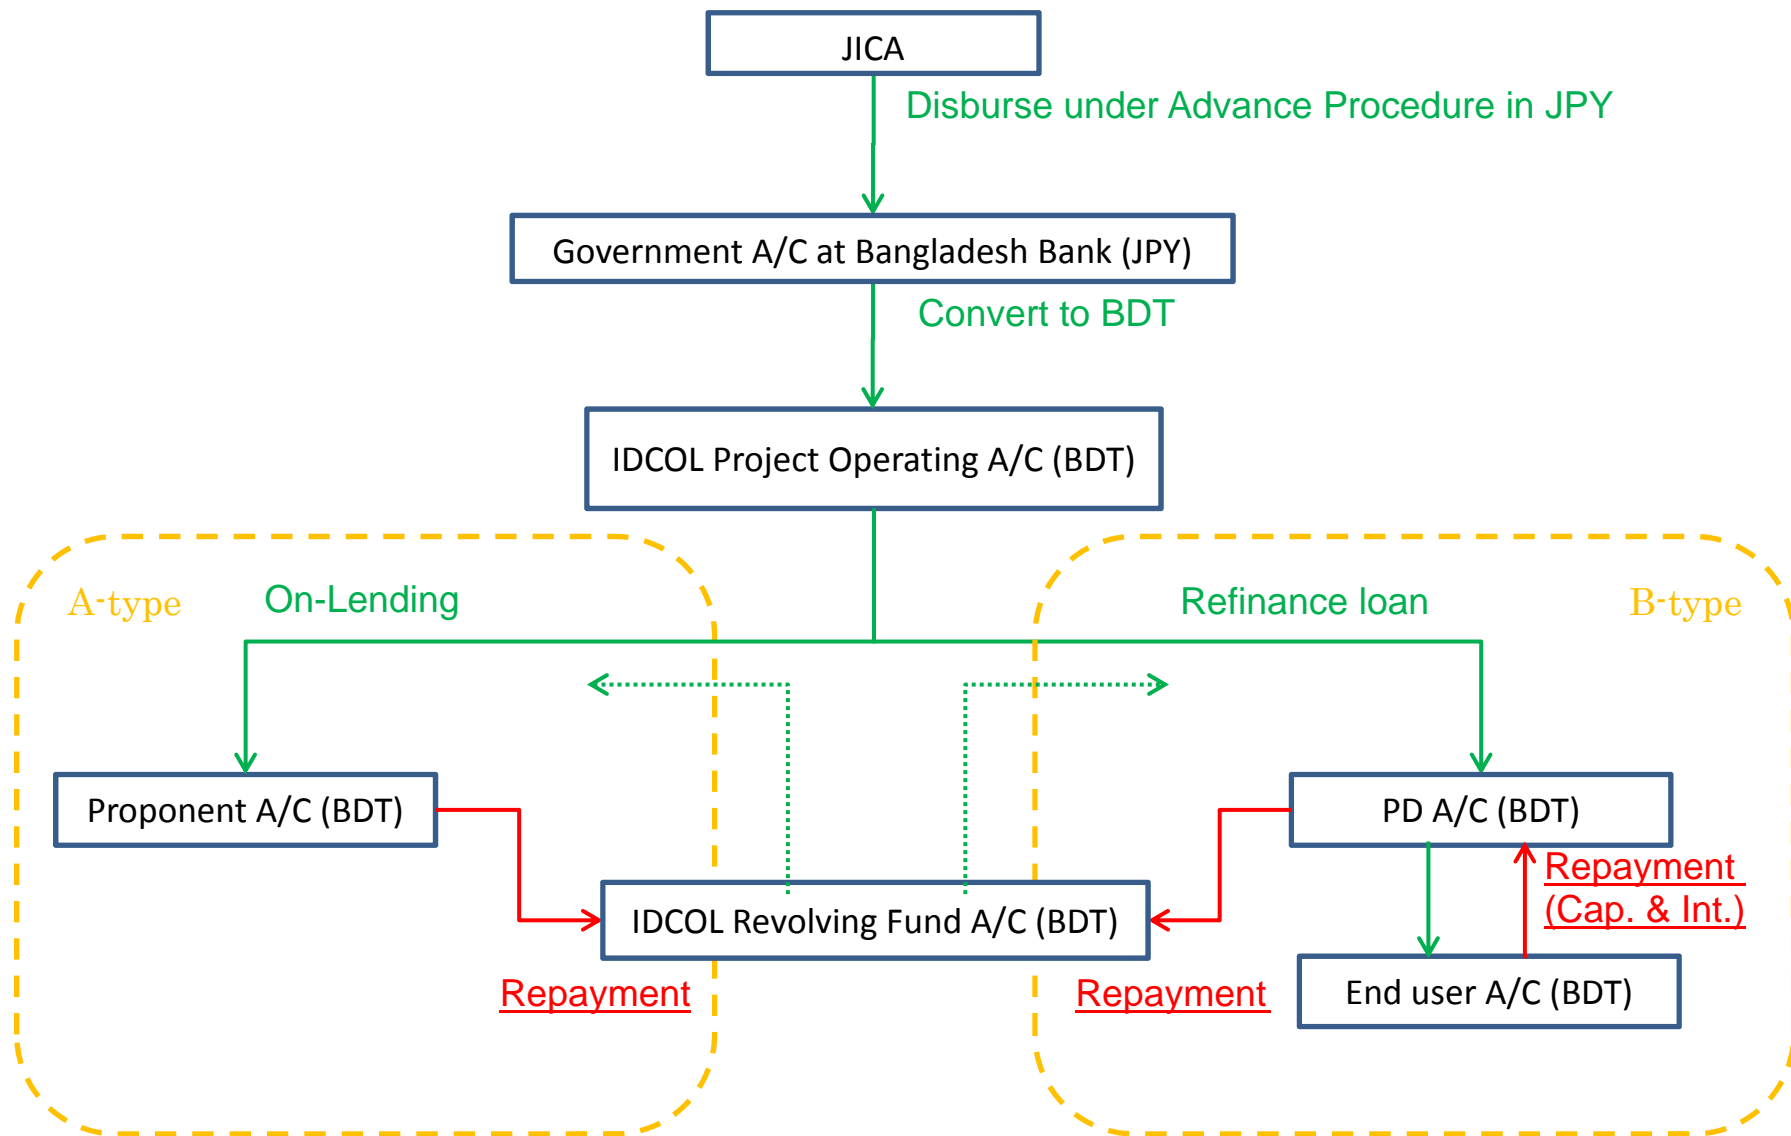 JICA
Disburse under Advance Procedure in JPY
Government A/C at Bangladesh Bank (JPY)
Convert to BDT
IDCOL Project Operating A/C (BDT)
A-type
On-Lending
Refinance loan
B-type
Proponent A/C (BDT)
PD A/C (BDT)
Repayment
(Cap. & Int.)
IDCOL Revolving Fund A/C (BDT)
Repayment
Repayment
End user A/C (BDT)